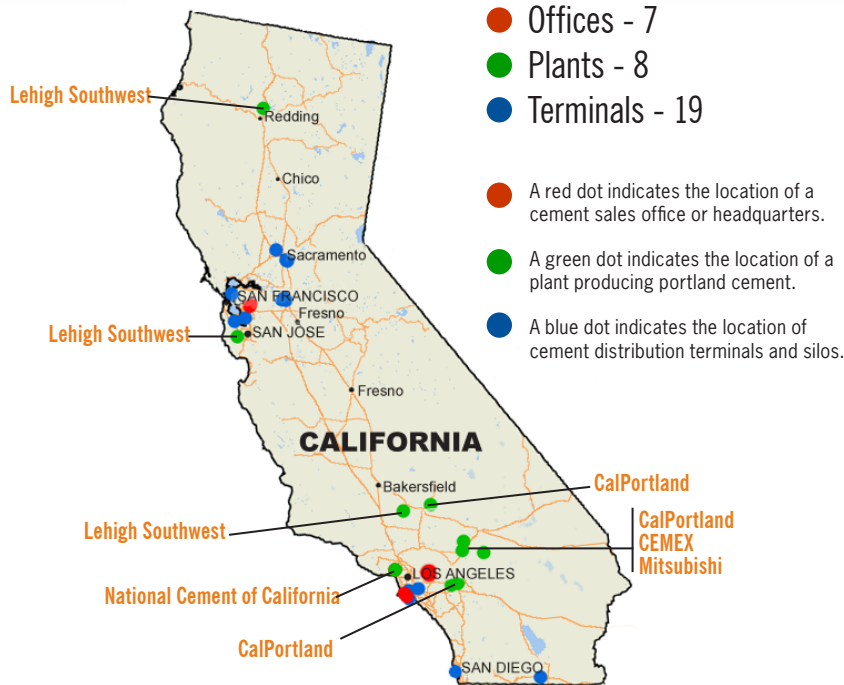 Offices - 7
Plants - 8
Terminals - 19
A red dot indicates the location of a
cement sales office or headquarters.
A green dot indicates the location of a
plant producing portland cement.
A blue dot indicates the location of
cement distribution terminals and silos.
Lehigh Southwest
Redding
Chico
Sacramento
SAN FRANCISCO
Fresno
Lehigh Southwest
SAN JOSE
Fresno
CALIFORNIA
Bakersfield
CalPortland
Lehigh Southwest
CalPortland
CEMEX
Mitsubishi
LOS ANGELES
National Cement of California
CalPortland
SAN DIEGO